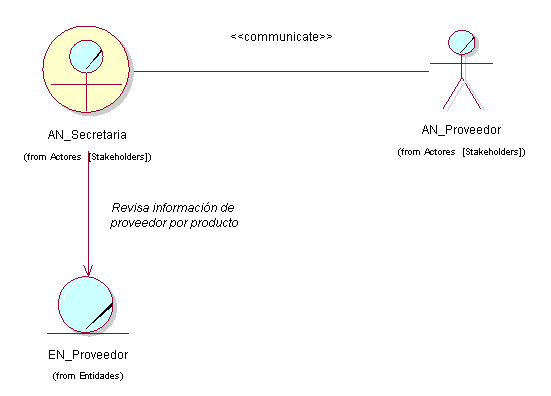 <<communicate>>
AN_Secretaria
(from Actores [Stakeholders])
AN_Proveedor
(from Actores [Stakeholders])
Revisa información de
proveedor por producto
EN_Proveedor
(from Entidades)